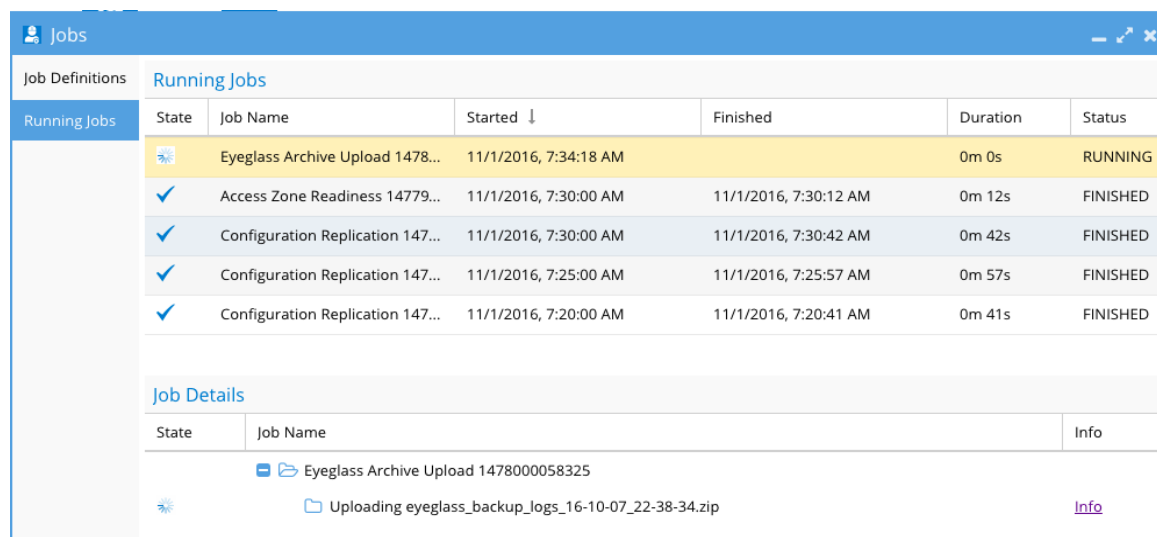 Jobs
Job Definitions
Running Jobs
Running Jobs
State Job Name Started Finished Duration Status
Eyeglass Archive Upload 1478... 11/1/2016, 7:34:18 AM 0m 0s RUNNING
Access Zone Readiness 14779... 11/1/2016, 7:30:00 AM 11/1/2016, 7:30:12 AM 0m 12s FINISHED
Configuration Replication 147... 11/1/2016, 7:30:00 AM 11/1/2016, 7:30:42 AM 0m 42s FINISHED
Configuration Replication 147... 11/1/2016, 7:25:00 AM 11/1/2016, 7:25:57 AM 0m 57s FINISHED
Configuration Replication 147... 11/1/2016, 7:20:00 AM 11/1/2016, 7:20:41 AM 0m 41s FINISHED
Job Details
State Job Name Info
Eyeglass Archive Upload 1478000058325
Uploading eyeglass_backup_logs_16-10-07_22-38-34.zip Info